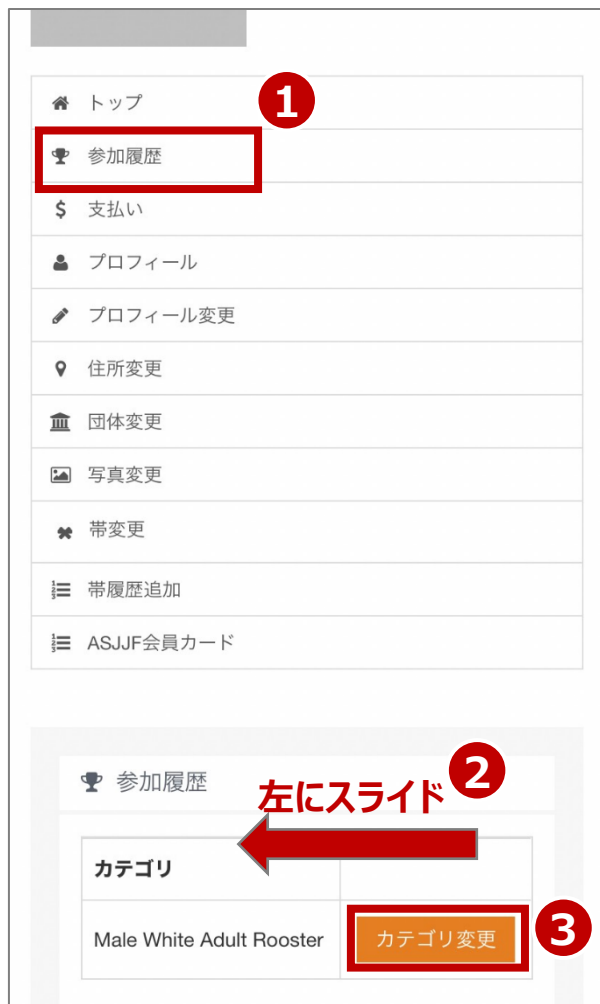 トップ
1
参加履歴
$ 支払い
プロフィール
プロフィール変更
住所変更
団体変更
写真変更
帯変更
帯履歴追加
ASJJF会員カード
参加履歴
2
左にスライド
カテゴリ
Male White Adult Rooster
カテゴリ変更
3